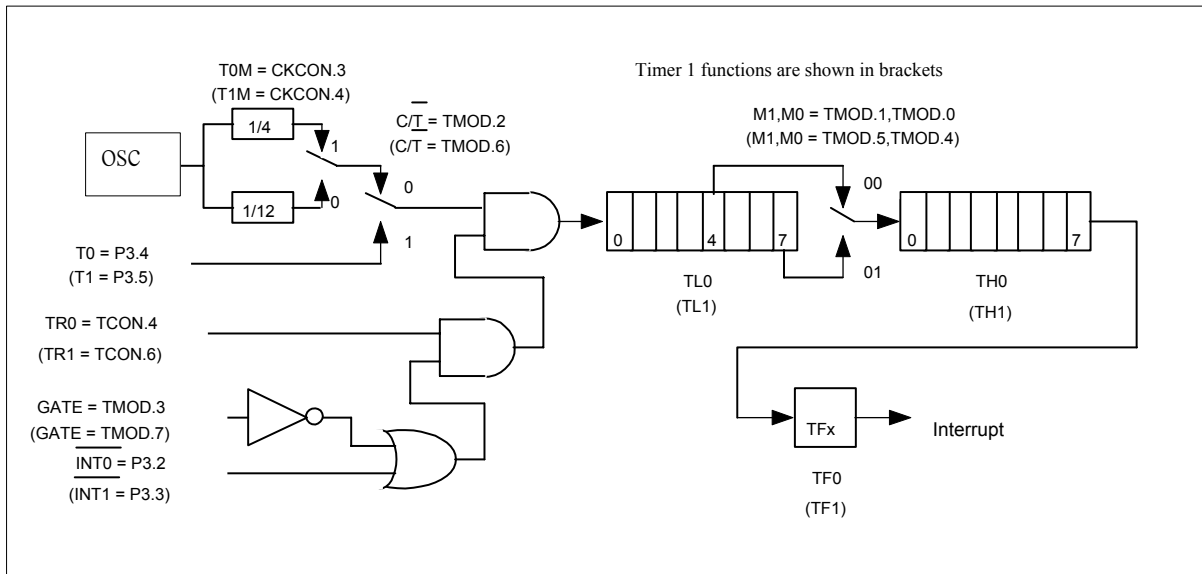 T0M = CKCON.3
(T1M = CKCON.4)
Timer 1 functions are shown in brackets
C/T = TMOD.2
(C/T = TMOD.6)
M1,M0 = TMOD.1,TMOD.0
(M1,M0 = TMOD.5,TMOD.4)
OSC
1/4
1
0
1/12
0
1
T0 = P3.4
(T1 = P3.5)
0
4
7
00
01
0
7
TL0
(TL1)
TH0
(TH1)
TR0 = TCON.4
(TR1 = TCON.6)
GATE = TMOD.3
(GATE = TMOD.7)
INT0 = P3.2
(INT1 = P3.3)
TFx
Interrupt
TF0
(TF1)